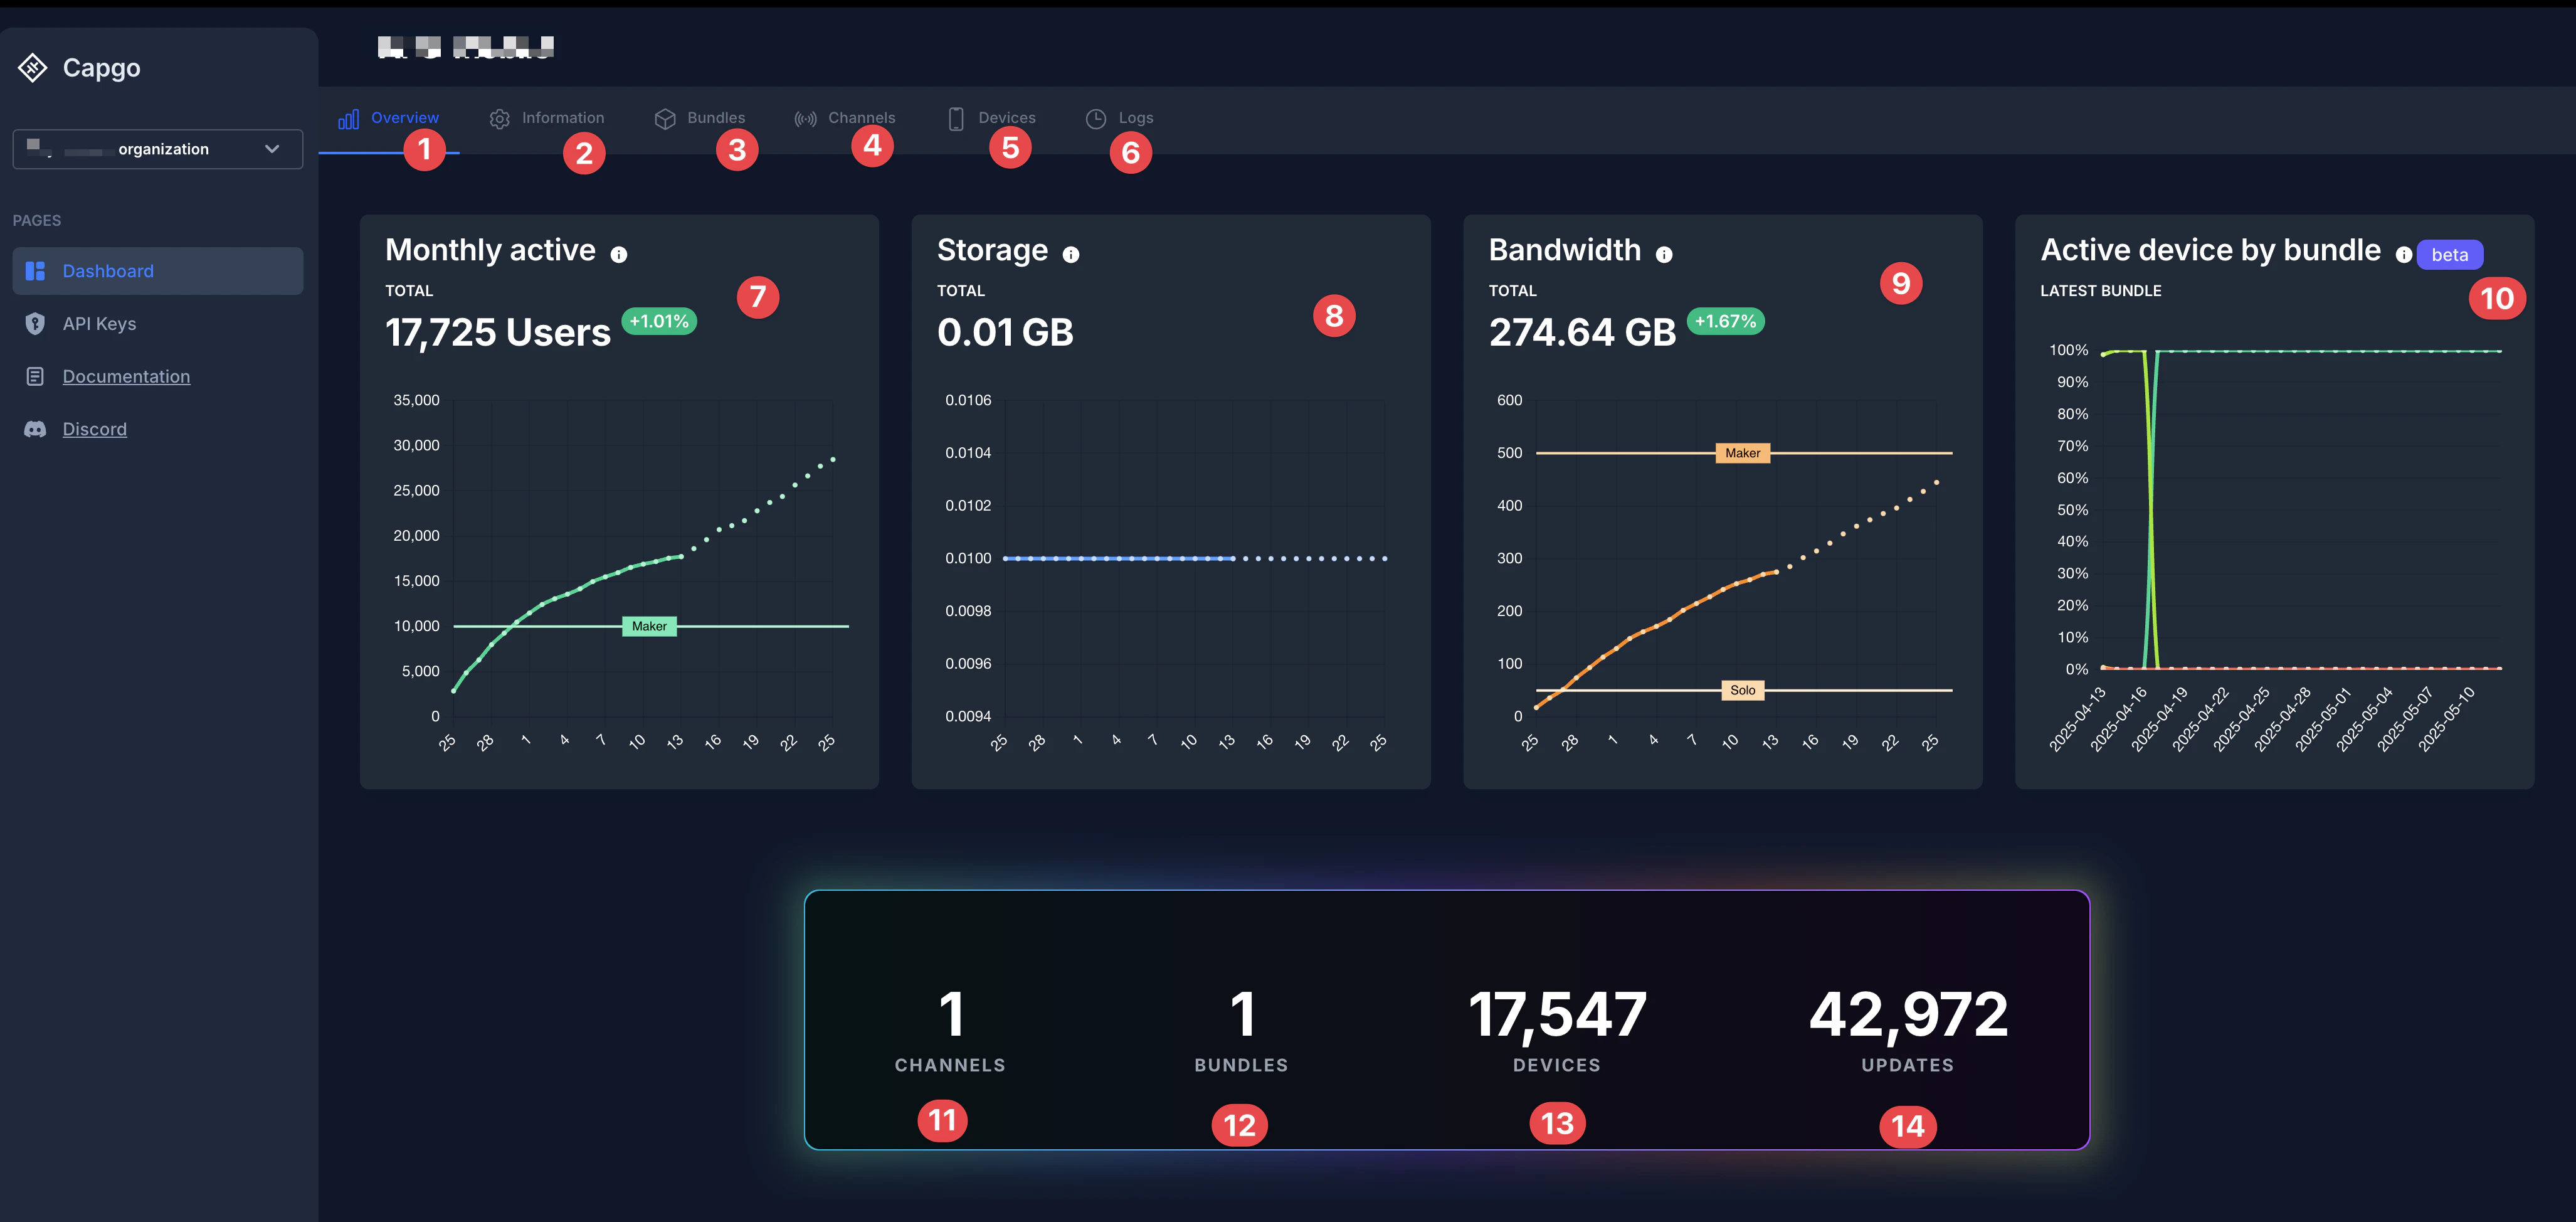 Capgo
organization
PAGES
Dashboard
API Keys
Documentation
Discord
Overview Information Bundles Channels Devices Logs
1 2 3 4 5 6
Monthly active
TOTAL
17,725 Users +1.01%
7
35,000
30,000
25,000
20,000
15,000
10,000
5,000
0
Maker
25 28 1 4 7 10 13 16 19 22 25
Storage
TOTAL
0.01 GB
8
0.0106
0.0104
0.0102
0.0100
0.0098
0.0096
0.0094
25 28 1 4 7 10 13 16 19 22 25
Bandwidth
TOTAL
274.64 GB +1.67%
9
600
500
400
300
200
100
0
Maker
Solo
25 28 1 4 7 10 13 16 19 22 25
Active device by bundle beta
LATEST BUNDLE
10
100%
90%
80%
70%
60%
50%
40%
30%
20%
10%
0%
2025-04-13 2025-04-16 2025-04-19 2025-04-22 2025-04-25 2025-04-28 2025-05-01 2025-05-04 2025-05-07 2025-05-10
1 1 17,547 42,972
CHANNELS BUNDLES DEVICES UPDATES
11 12 13 14